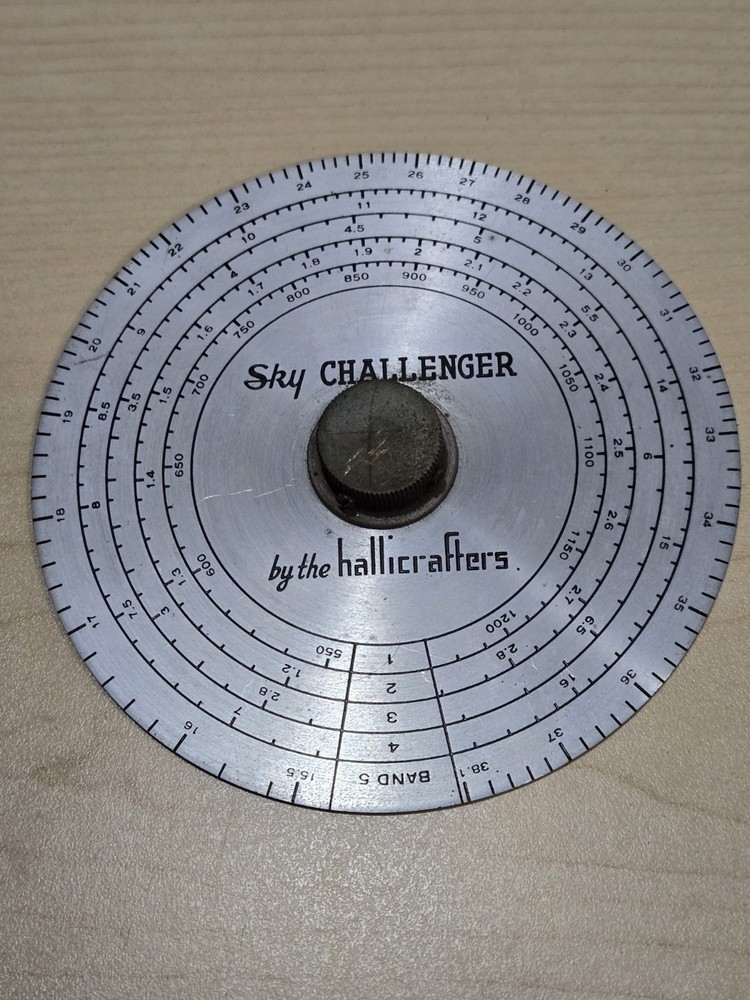 Sky CHALLENGER
by the hallicrafters.
550 600 650 700 750 800 850 900 950 1000 1050 1100 1150 1200 1
1.2 1.3 1.4 1.5 1.6 1.7 1.8 1.9 2 2.1 2.2 2.3 2.4 2.5 2.6 2.7 2.8 2
2.8 3 3.5 4 4.5 5 5.5 6 6.5 3
7 7.5 8 8.5 9 10 11 12 13 14 15 16 4
15.5 16 17 18 19 20 21 22 23 24 25 26 27 28 29 30 31 32 33 34 35 36 37 38.1 BAND 5